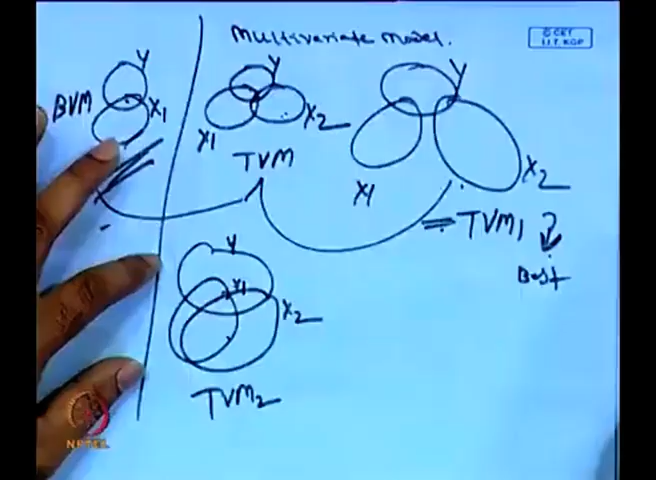 multivariate model.
© CET
I.I.T. KGP
BVM
Y
X1
Y
X1
X2
TVM
Y
X1
X2
TVM1
Best
Y
X1
X2
TVM2
NPTEL